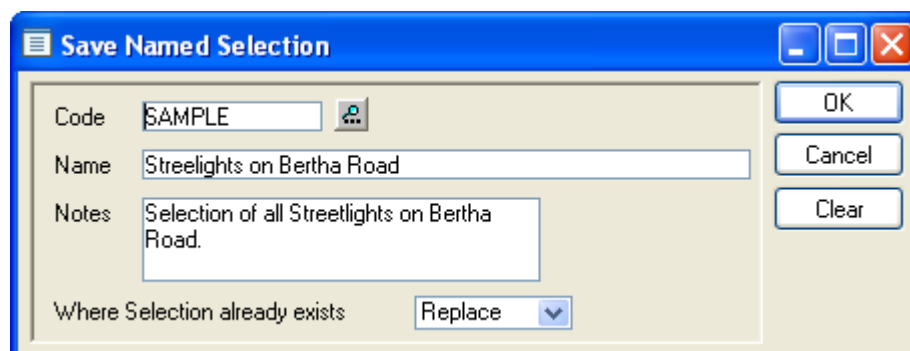 Save Named Selection
Code SAMPLE OK
Name Streelights on Bertha Road Cancel
Notes Selection of all Streetlights on Bertha Clear
Road.
Where Selection already exists Replace